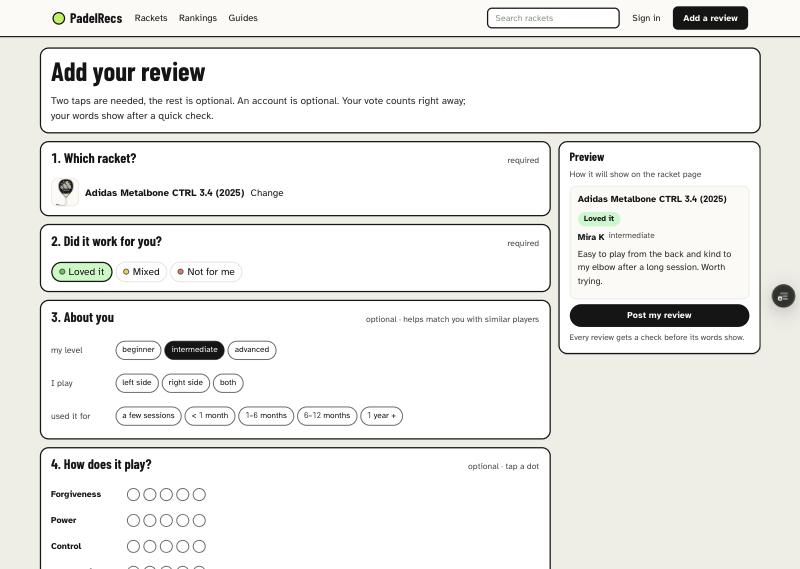 PadelRecs
Rackets
Rankings
Guides
Search rackets
Sign in
Add a review
Add your review
Two taps are needed, the rest is optional. An account is optional. Your vote counts right away;
your words show after a quick check.
1. Which racket?
required
Adidas Metalbone CTRL 3.4 (2025) Change
2. Did it work for you?
required
Loved it
Mixed
Not for me
3. About you
optional · helps match you with similar players
my level
beginner
intermediate
advanced
I play
left side
right side
both
used it for
a few sessions
< 1 month
1–6 months
6–12 months
1 year +
4. How does it play?
optional · tap a dot
Forgiveness
Power
Control
Preview
How it will show on the racket page
Adidas Metalbone CTRL 3.4 (2025)
Loved it
Mira K intermediate
Easy to play from the back and kind to
my elbow after a long session. Worth
trying.
Post my review
Every review gets a check before its words show.